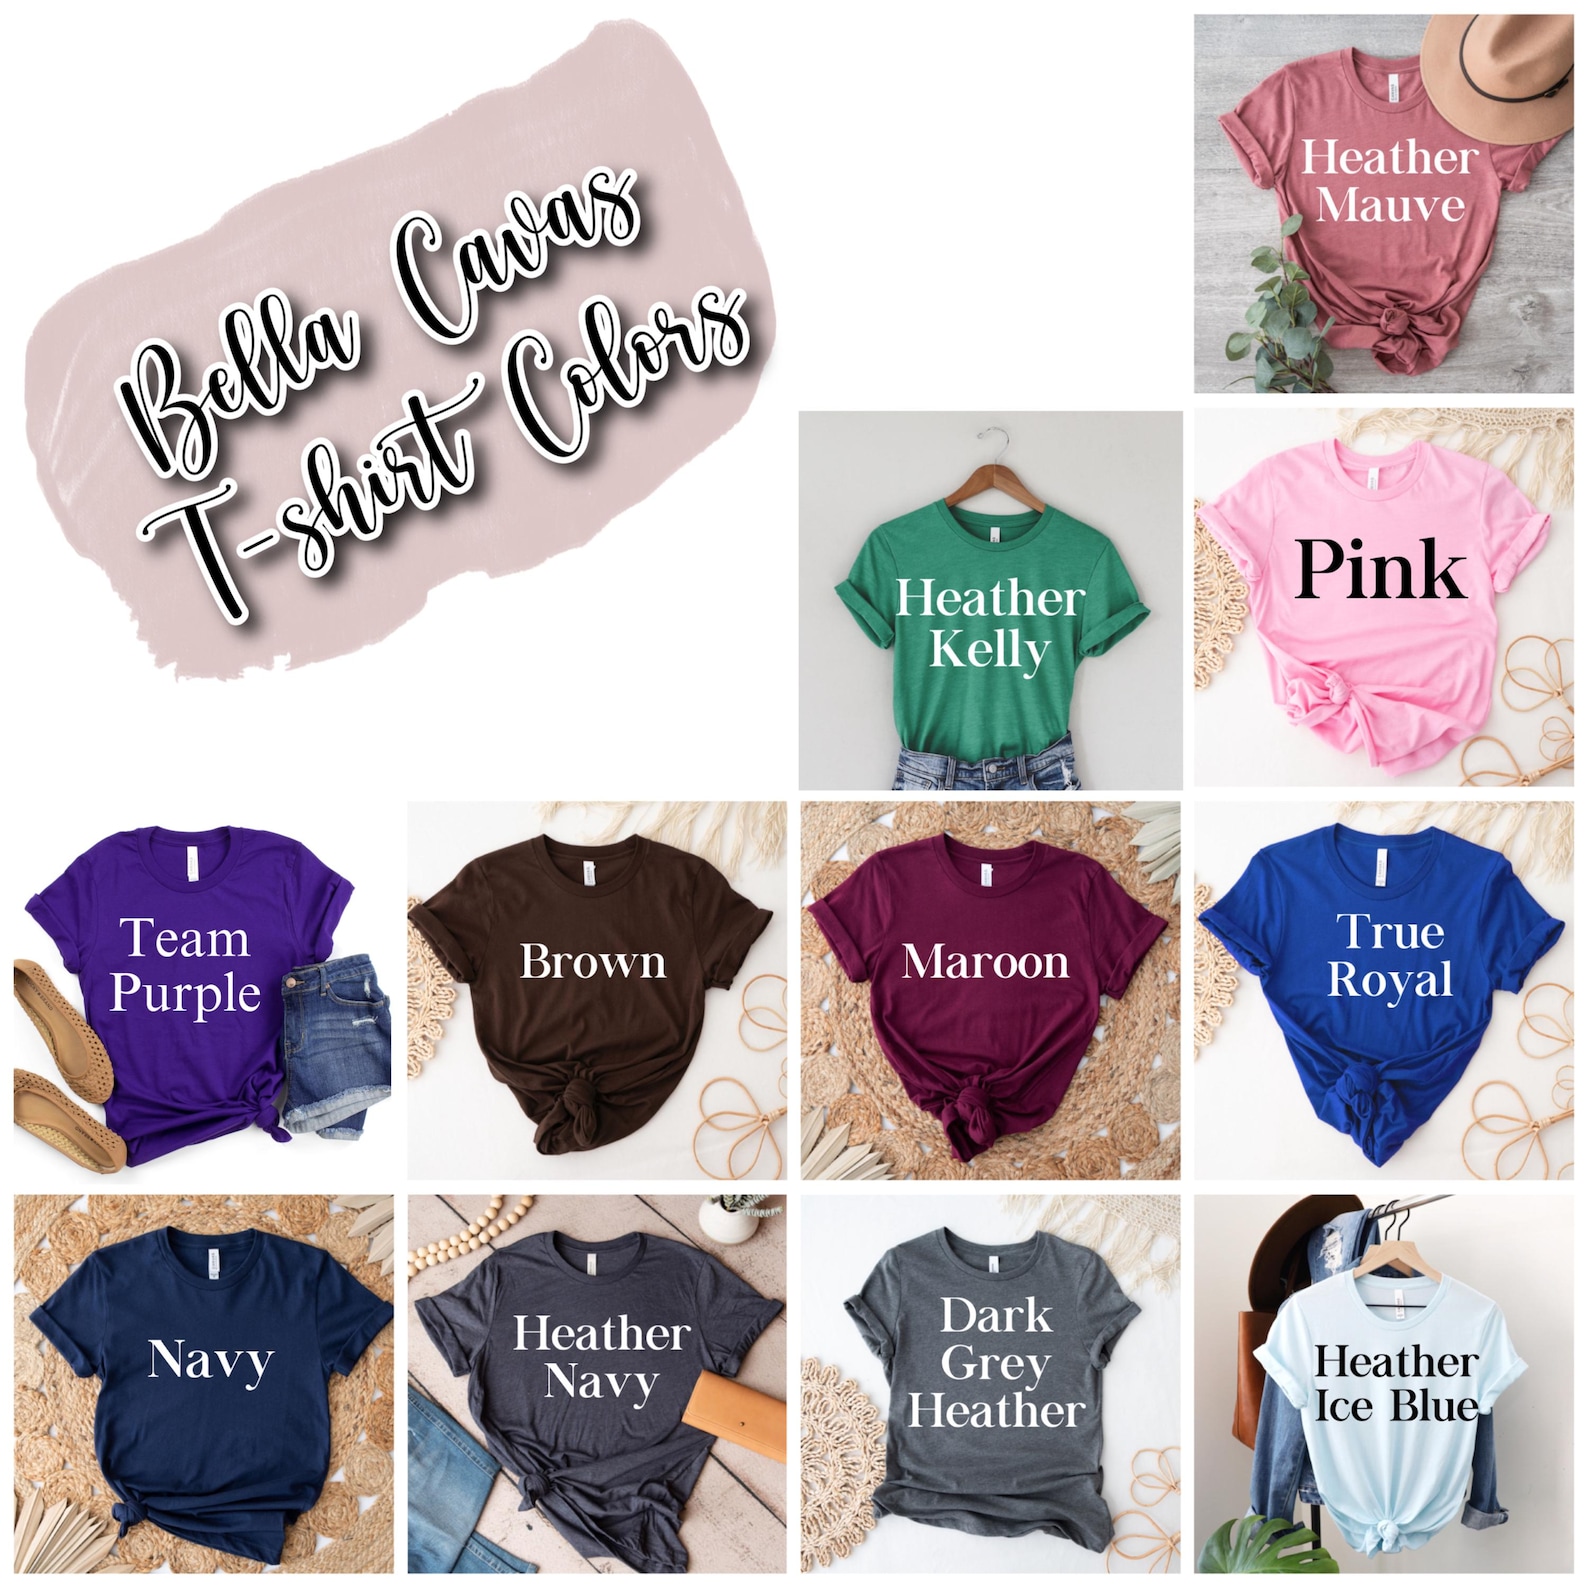 Bella Cavas
T-shirt Colors
Heather
Mauve
Heather
Kelly
Pink
Team
Purple
Brown
Maroon
True
Royal
Navy
Heather
Navy
Dark
Grey
Heather
Heather
Ice Blue